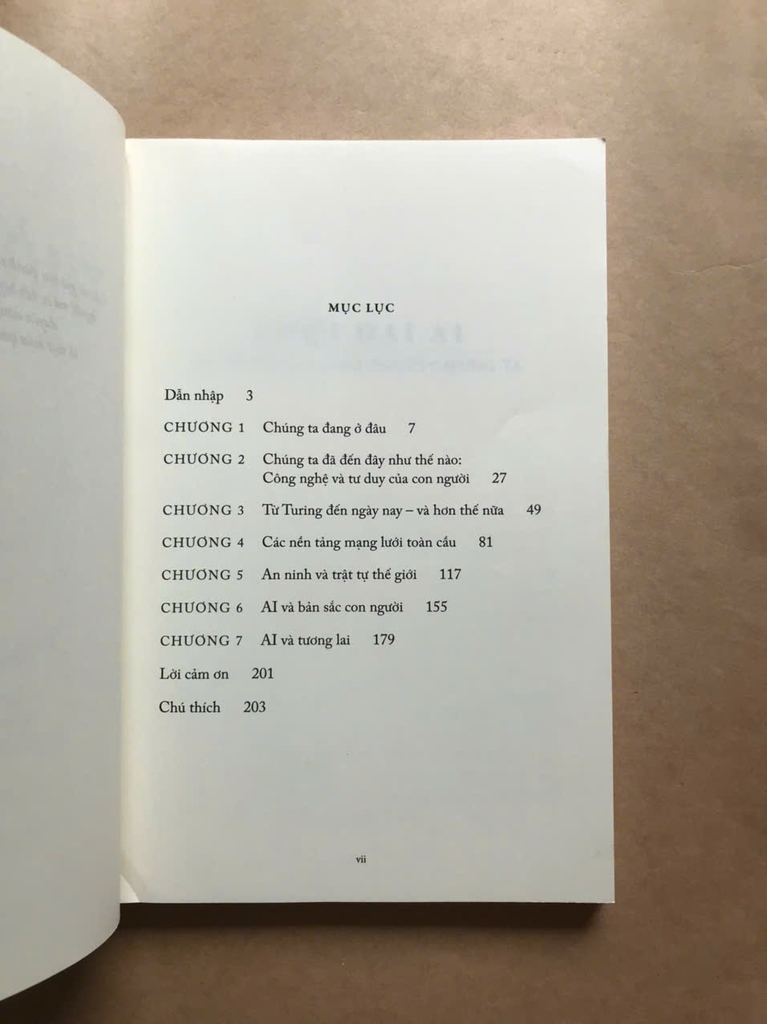 MỤC LỤC
Dẫn nhập 3
CHƯƠNG 1 Chúng ta đang ở đâu 7
CHƯƠNG 2 Chúng ta đã đến đây như thế nào:
Công nghệ và tư duy của con người 27
CHƯƠNG 3 Từ Turing đến ngày nay – và hơn thế nữa 49
CHƯƠNG 4 Các nền tảng mạng lưới toàn cầu 81
CHƯƠNG 5 An ninh và trật tự thế giới 117
CHƯƠNG 6 AI và bản sắc con người 155
CHƯƠNG 7 AI và tương lai 179
Lời cảm ơn 201
Chú thích 203
vii